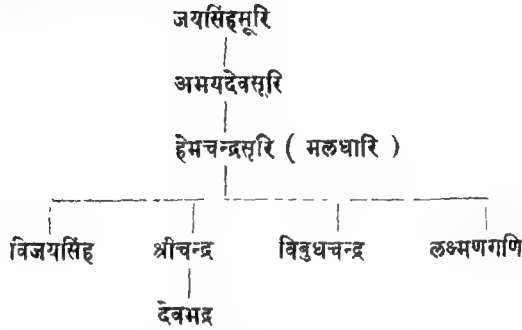 जयसिंहसूरि
अभयदेवसूरि
हेमचन्द्रसूरि ( मलधारि )
विजयसिंह श्रीचन्द्र विबुधचन्द्र लक्ष्मणगणि
देवभद्र